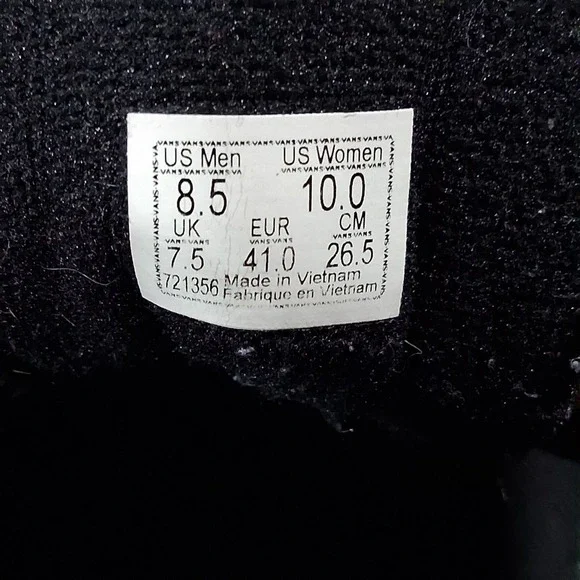 US Men US Women
8.5 10.0
UK EUR CM
7.5 41.0 26.5
721356 Made in Vietnam
Fabrique en Vietnam